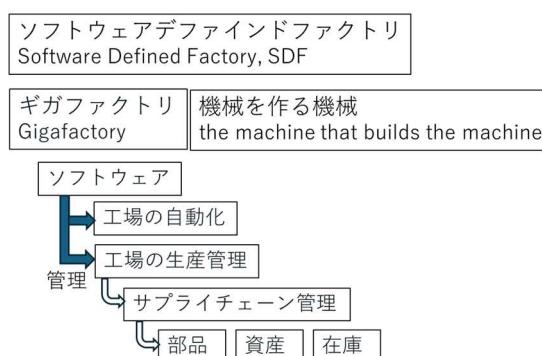 ソフトウェアデファインドファクトリ
Software Defined Factory, SDF
ギガファクトリ
Gigafactory
機械を作る機械
the machine that builds the machine
ソフトウェア
工場の自動化
工場の生産管理
管理
サプライチェーン管理
部品
資産
在庫